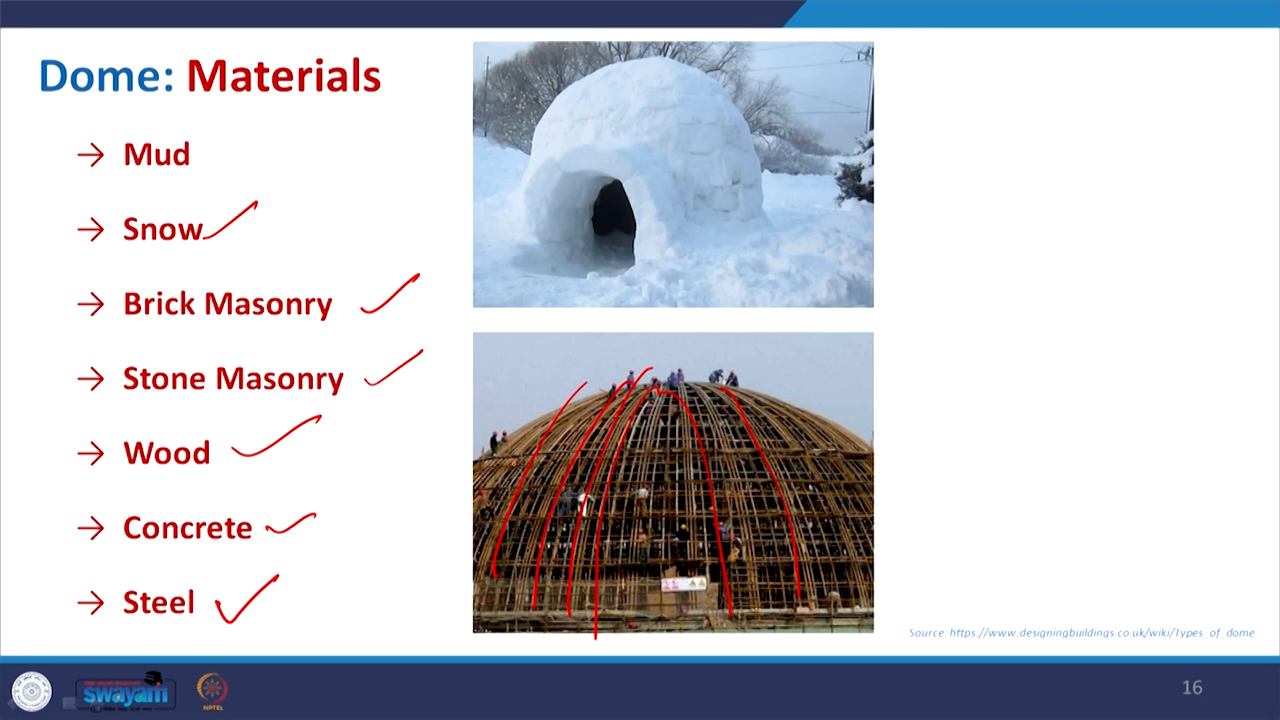 Dome: Materials
→ Mud
→ Snow
→ Brick Masonry
→ Stone Masonry
→ Wood
→ Concrete
→ Steel
Source: https://www.designingbuildings.co.uk/wiki/Types_of_dome
swayam
NPTEL
16